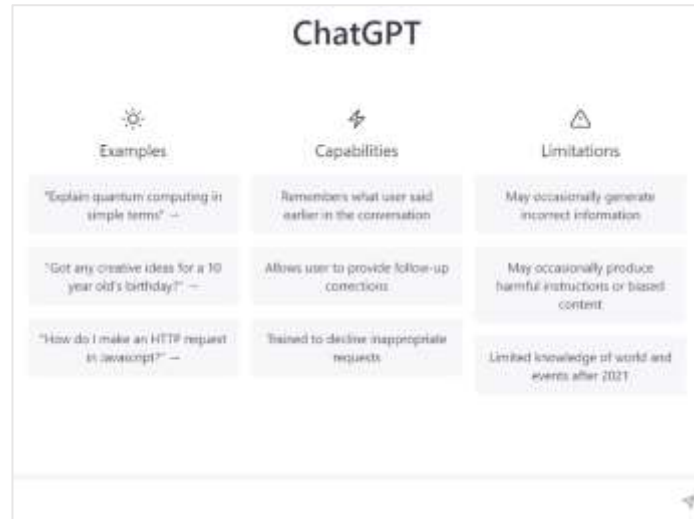 ChatGPT
Examples
"Explain quantum computing in
simple terms" →
"Got any creative ideas for a 10
year old's birthday?" →
"How do I make an HTTP request
in Javascript?" →
Capabilities
Remembers what user said
earlier in the conversation
Allows user to provide follow-up
corrections
Trained to decline inappropriate
requests
Limitations
May occasionally generate
incorrect information
May occasionally produce
harmful instructions or biased
content
Limited knowledge of world and
events after 2021